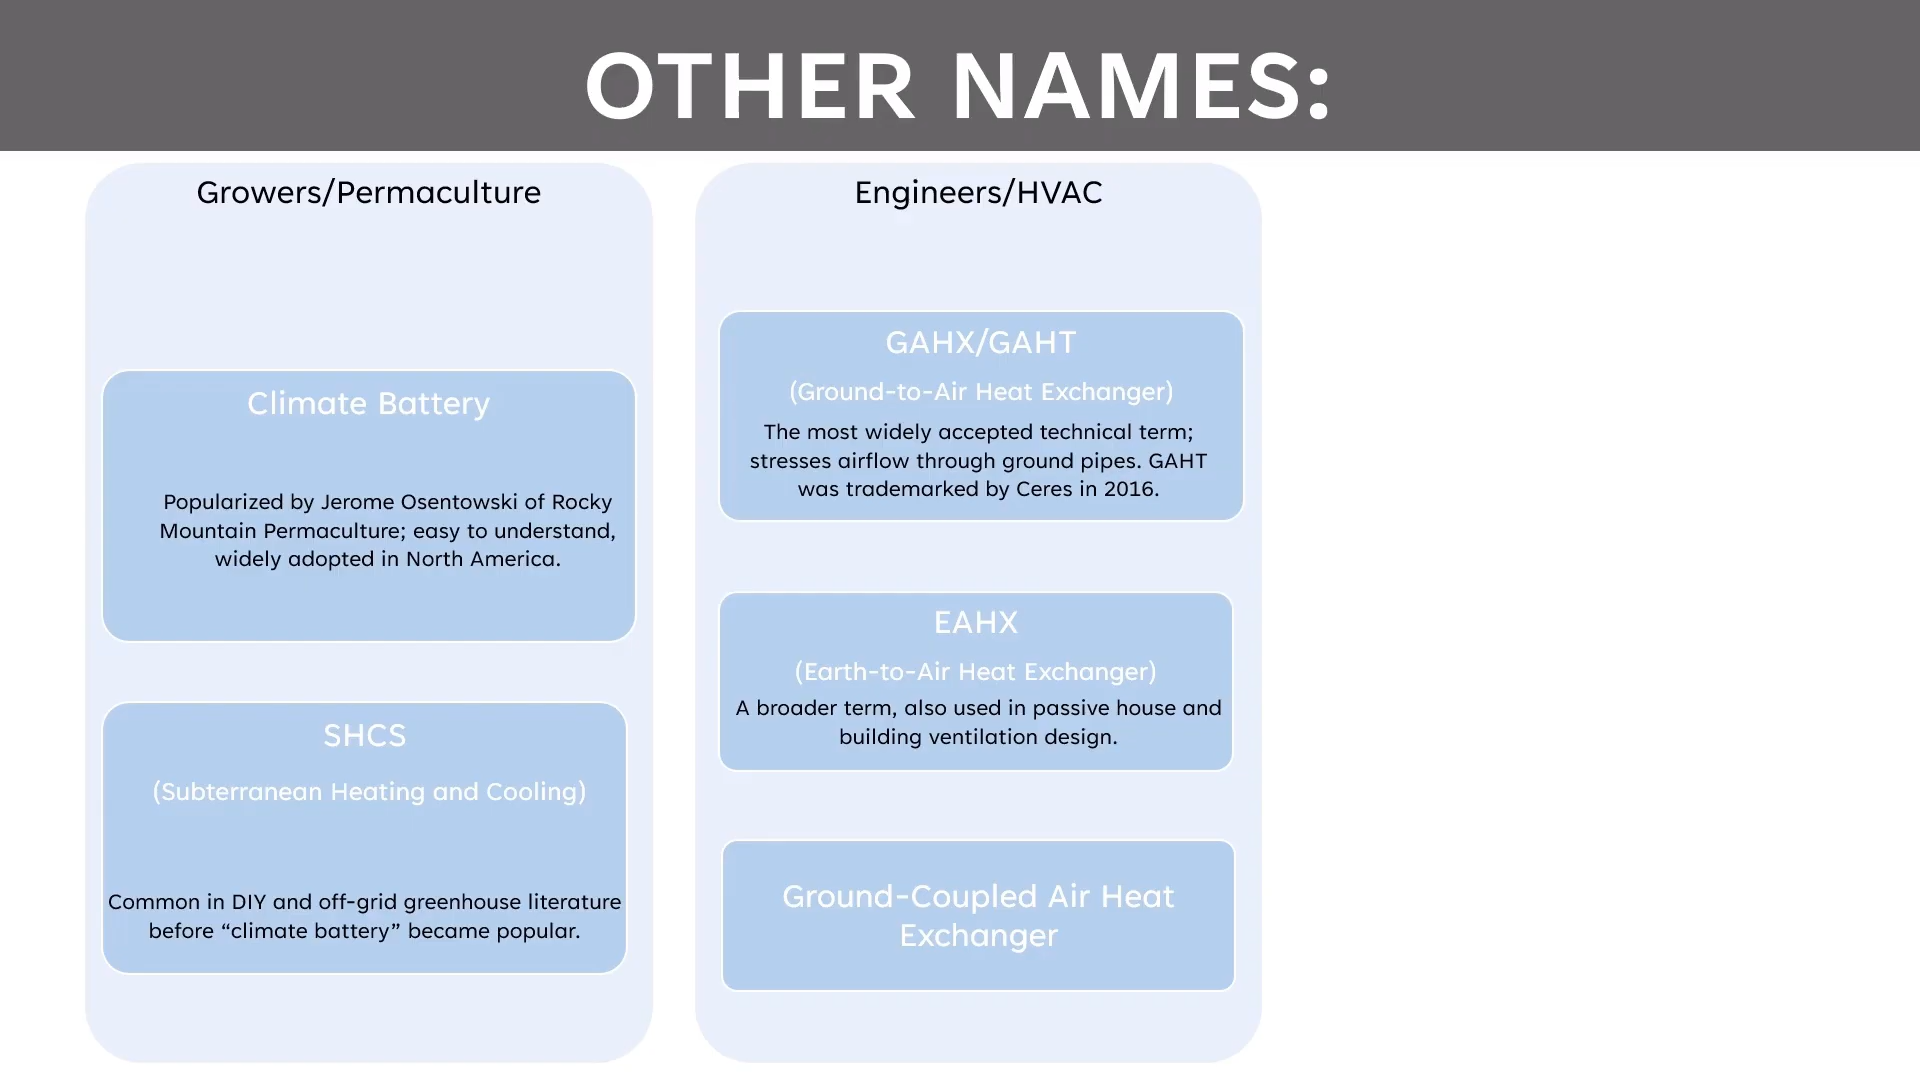 OTHER NAMES:
Growers/Permaculture
Climate Battery
Popularized by Jerome Osentowski of Rocky
Mountain Permaculture; easy to understand,
widely adopted in North America.
SHCS
(Subterranean Heating and Cooling)
Common in DIY and off-grid greenhouse literature
before “climate battery” became popular.
Engineers/HVAC
GAHX/GAHT
(Ground-to-Air Heat Exchanger)
The most widely accepted technical term;
stresses airflow through ground pipes. GAHT
was trademarked by Ceres in 2016.
EAHX
(Earth-to-Air Heat Exchanger)
A broader term, also used in passive house and
building ventilation design.
Ground-Coupled Air Heat
Exchanger